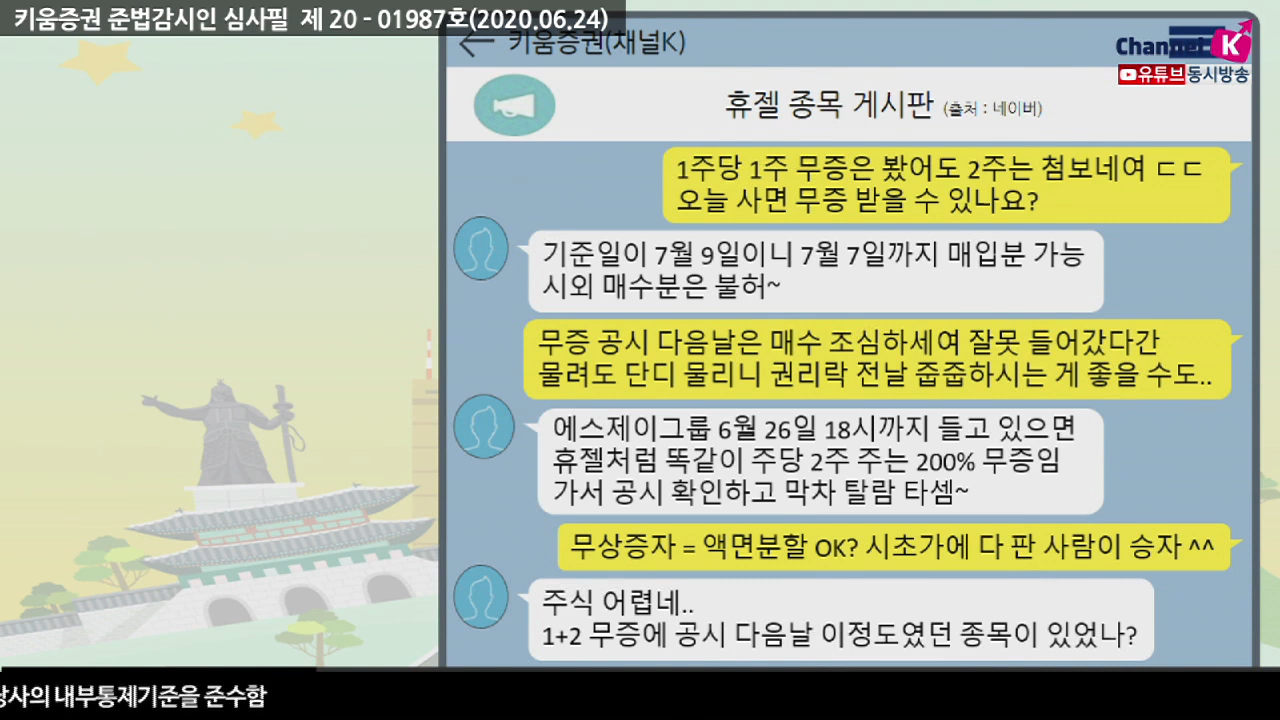 키움증권 준법감시인 심사필 제 20 - 01987호(2020.06.24)
키움증권(채널K)
Channel K
유튜브동시방송
휴젤 종목 게시판 (출처 : 네이버)
1주당 1주 무증은 봤어도 2주는 첨보네여 ㄷㄷ
오늘 사면 무증 받을 수 있나요?
기준일이 7월 9일이니 7월 7일까지 매입분 가능
시외 매수분은 불허~
무증 공시 다음날은 매수 조심하세여 잘못 들어갔다간
물려도 단디 물리니 권리락 전날 줍줍하시는 게 좋을 수도..
에스제이그룹 6월 26일 18시까지 들고 있으면
휴젤처럼 똑같이 주당 2주 주는 200% 무증임
가서 공시 확인하고 막차 탈람 타셈~
무상증자 = 액면분할 OK? 시초가에 다 판 사람이 승자 ^^
주식 어렵네..
1+2 무증에 공시 다음날 이정도였던 종목이 있었나?
당사의 내부통제기준을 준수함